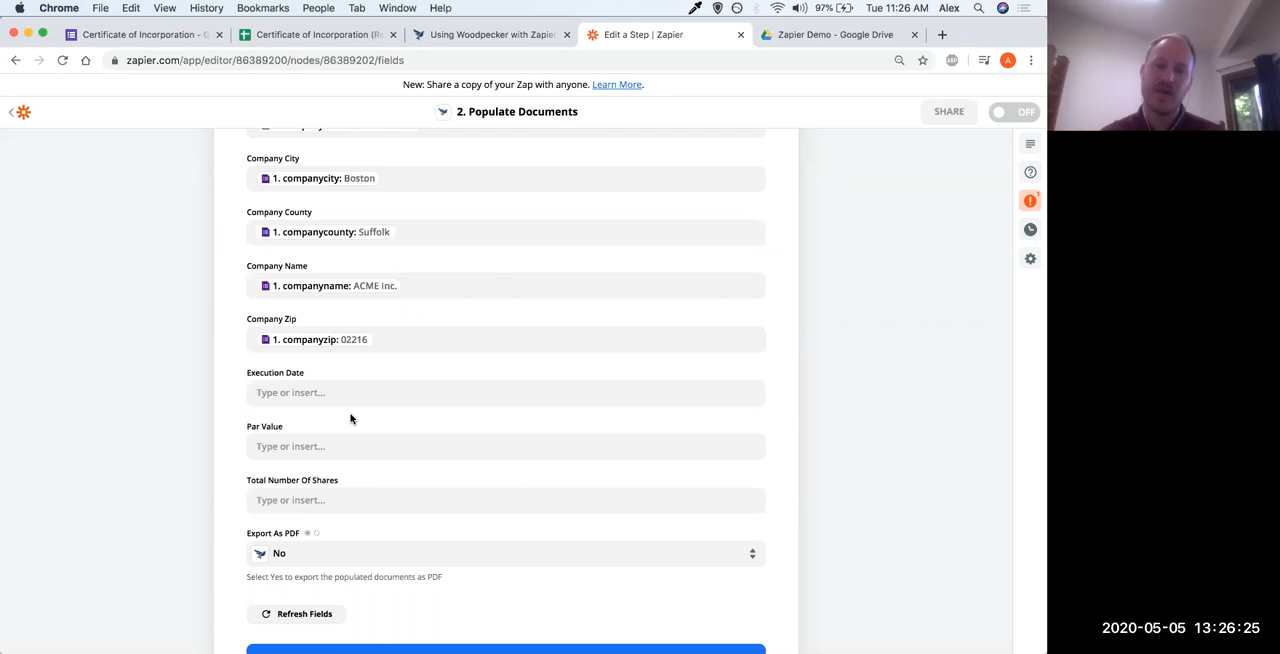 Chrome File Edit View History Bookmarks People Tab Window Help 97% Tue 11:26 AM Alex
Certificate of Incorporation - G Certificate of Incorporation (Re Using Woodpecker with Zapier Edit a Step | Zapier Zapier Demo - Google Drive
zapier.com/app/editor/86389200/nodes/86389202/fields ABP A
New: Share a copy of your Zap with anyone. Learn More.
2. Populate Documents SHARE OFF
Company City
1. companycity: Boston
Company County
1. companycounty: Suffolk
Company Name
1. companyname: ACME Inc.
Company Zip
1. companyzip: 02216
Execution Date
Type or insert...
Par Value
Type or insert...
Total Number Of Shares
Type or insert...
Export As PDF
No
Select Yes to export the populated documents as PDF
Refresh Fields
2020-05-05 13:26:25